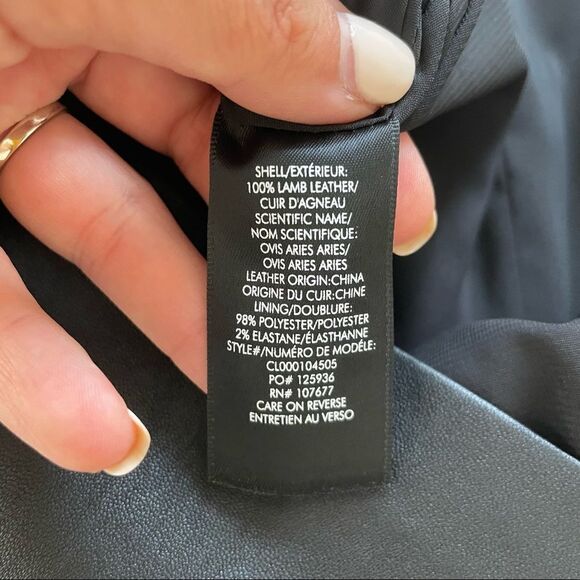 SHELL/EXTÉRIEUR:
100% LAMB LEATHER/
CUIR D'AGNEAU
SCIENTIFIC NAME/
NOM SCIENTIFIQUE:
OVIS ARIES ARIES/
OVIS ARIES ARIES
LEATHER ORIGIN:CHINA
ORIGINE DU CUIR:CHINE
LINING/DOUBLURE:
98% POLYESTER/POLYESTER
2% ELASTANE/ÉLASTHANNE
STYLE#/NUMÉRO DE MODÉLE:
CL000104505
PO# 125936
RN# 107677
CARE ON REVERSE
ENTRETIEN AU VERSO